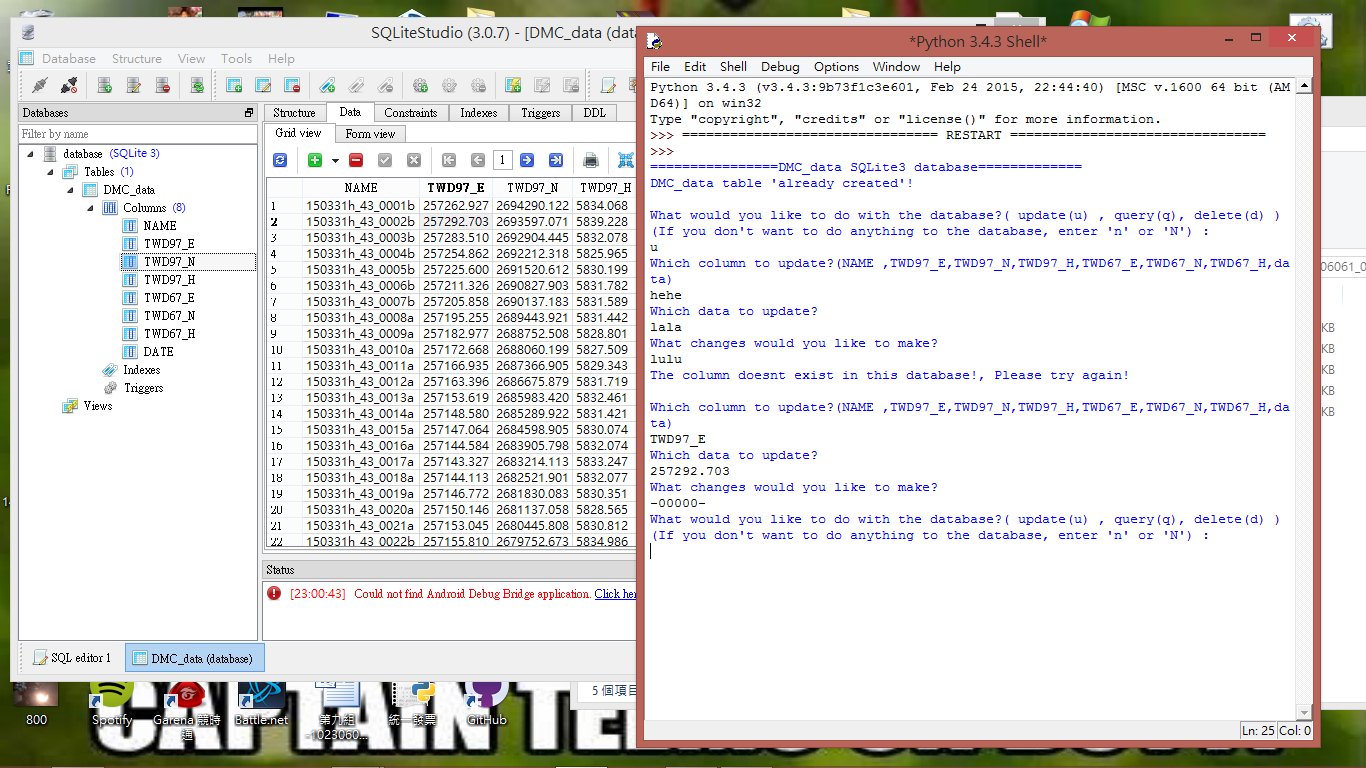 SQLiteStudio (3.0.7) - [DMC_data (data
Database Structure View Tools Help
Databases
Filter by name
database (SQLite 3)
Tables (1)
DMC_data
Columns (8)
NAME
TWD97_E
TWD97_N
TWD97_H
TWD67_E
TWD67_N
TWD67_H
DATE
Indexes
Triggers
Views
Structure Data Constraints Indexes Triggers DDL
Grid view Form view
1
NAME TWD97_E TWD97_N TWD97_H
1 150331h_43_0001b 257262.927 2694290.122 5834.068
2 150331h_43_0002b 257292.703 2693597.071 5839.228
3 150331h_43_0003b 257283.510 2692904.445 5832.078
4 150331h_43_0004b 257254.862 2692212.318 5825.965
5 150331h_43_0005b 257225.600 2691520.612 5830.199
6 150331h_43_0006b 257211.326 2690827.903 5831.782
7 150331h_43_0007b 257205.858 2690137.183 5831.589
8 150331h_43_0008a 257195.255 2689443.921 5831.442
9 150331h_43_0009a 257182.977 2688752.508 5828.801
10 150331h_43_0010a 257172.668 2688060.199 5827.509
11 150331h_43_0011a 257166.935 2687366.905 5829.343
12 150331h_43_0012a 257163.396 2686675.879 5831.719
13 150331h_43_0013a 257153.619 2685983.420 5832.461
14 150331h_43_0014a 257148.580 2685289.922 5831.421
15 150331h_43_0015a 257147.064 2684598.905 5830.074
16 150331h_43_0016a 257144.584 2683905.798 5832.074
17 150331h_43_0017a 257143.327 2683214.113 5833.247
18 150331h_43_0018a 257144.113 2682521.901 5832.077
19 150331h_43_0019a 257146.772 2681830.083 5830.351
20 150331h_43_0020a 257150.146 2681137.058 5828.565
21 150331h_43_0021a 257153.045 2680445.808 5830.812
22 150331h_43_0022b 257155.810 2679752.673 5834.986
Status
[23:00:43] Could not find Android Debug Bridge application. Click her
SQL editor 1 DMC_data (database)
*Python 3.4.3 Shell*
File Edit Shell Debug Options Window Help
Python 3.4.3 (v3.4.3:9b73f1c3e601, Feb 24 2015, 22:44:40) [MSC v.1600 64 bit (AM
D64)] on win32
Type "copyright", "credits" or "license()" for more information.
>>> ================================ RESTART ================================
>>>
================DMC_data SQLite3 database=============
DMC_data table 'already created'!
What would you like to do with the database?( update(u) , query(q), delete(d) )
(If you don't want to do anything to the database, enter 'n' or 'N') :
u
Which column to update?(NAME ,TWD97_E,TWD97_N,TWD97_H,TWD67_E,TWD67_N,TWD67_H,da
ta)
hehe
Which data to update?
lala
What changes would you like to make?
lulu
The column doesnt exist in this database!, Please try again!
Which column to update?(NAME ,TWD97_E,TWD97_N,TWD97_H,TWD67_E,TWD67_N,TWD67_H,da
ta)
TWD97_E
Which data to update?
257292.703
What changes would you like to make?
-00000-
What would you like to do with the database?( update(u) , query(q), delete(d) )
(If you don't want to do anything to the database, enter 'n' or 'N') :
Ln: 25 Col: 0
06061_0
KB
KB
KB
KB
KB
5 個項目
800
Spotify
Garena 競時通
Battle.net
第九組
-1023060...
統一發票
GitHub
CAPTAIN